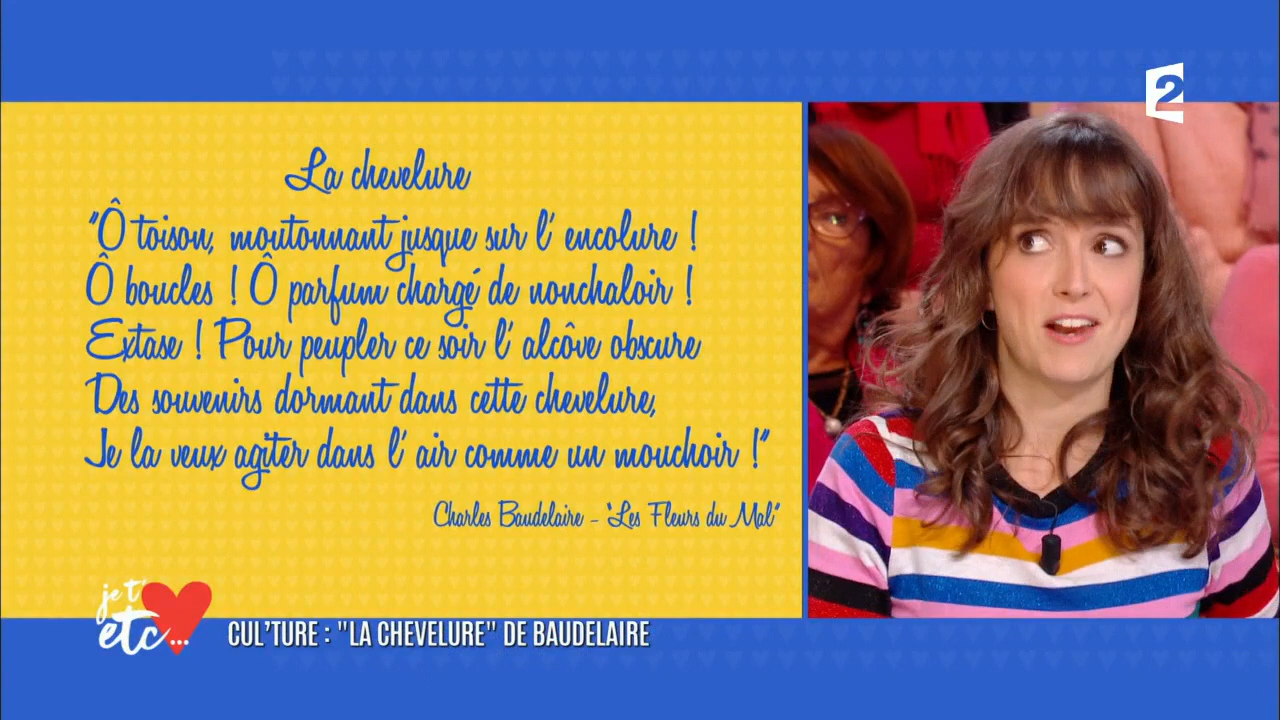 2
La chevelure
"Ô toison, moutonnant jusque sur l' encolure !
Ô boucles ! Ô parfum chargé de nonchaloir !
Extase ! Pour peupler ce soir l' alcôve obscure
Des souvenirs dormant dans cette chevelure,
Je la veux agiter dans l' air comme un mouchoir !"
Charles Baudelaire - "Les Fleurs du Mal"
je t'
etc...
CUL'TURE : "LA CHEVELURE" DE BAUDELAIRE